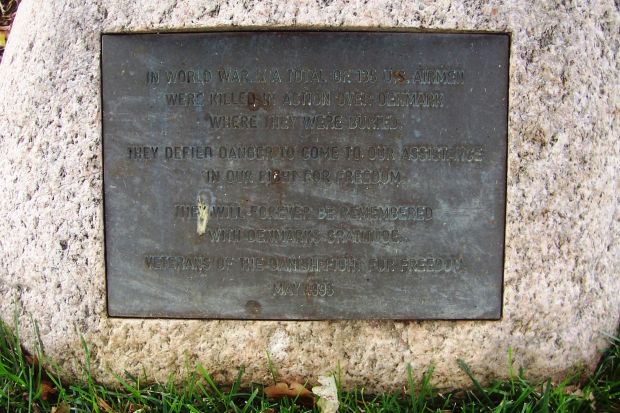 IN WORLD WAR II A TOTAL OF 136 U.S. AIRMEN
WERE KILLED IN ACTION OVER DENMARK
WHERE THEY WERE BURIED.
THEY DEFIED DANGER TO COME TO OUR ASSISTANCE
IN OUR FIGHT FOR FREEDOM
THEY WILL FOREVER BE REMEMBERED
WITH DENMARKS GRATITUDE.
VETERANS OF THE DANISH FIGHT FOR FREEDOM
MAY 1995